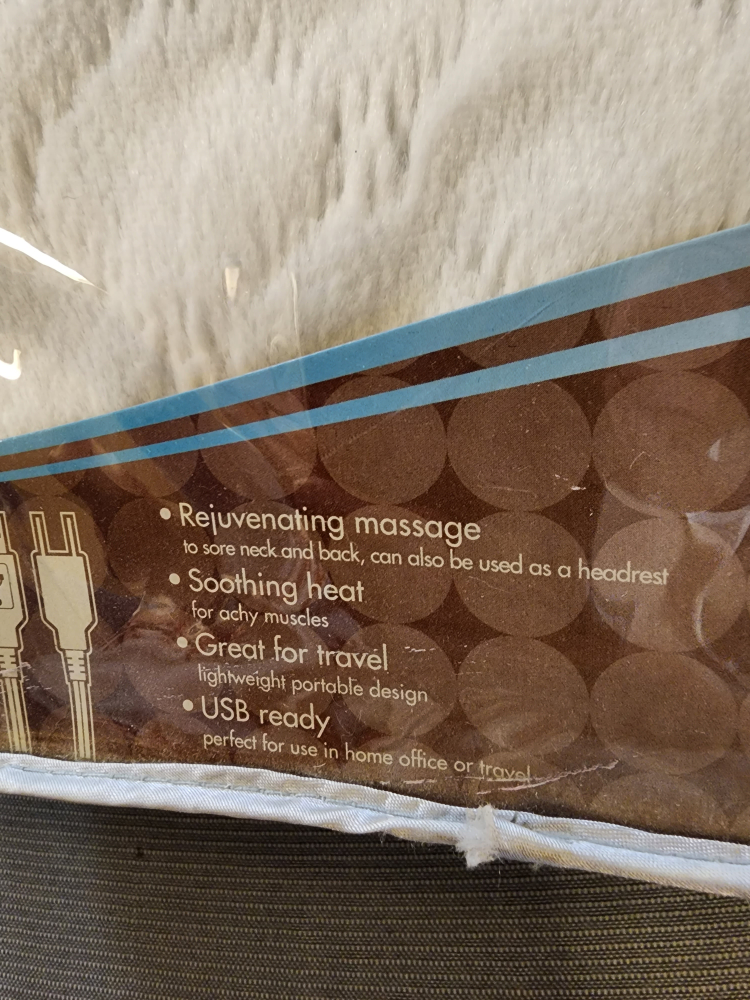 • Rejuvenating massage
to sore neck and back, can also be used as a headrest
• Soothing heat
for achy muscles
• Great for travel
lightweight portable design
• USB ready
perfect for use in home office or travel